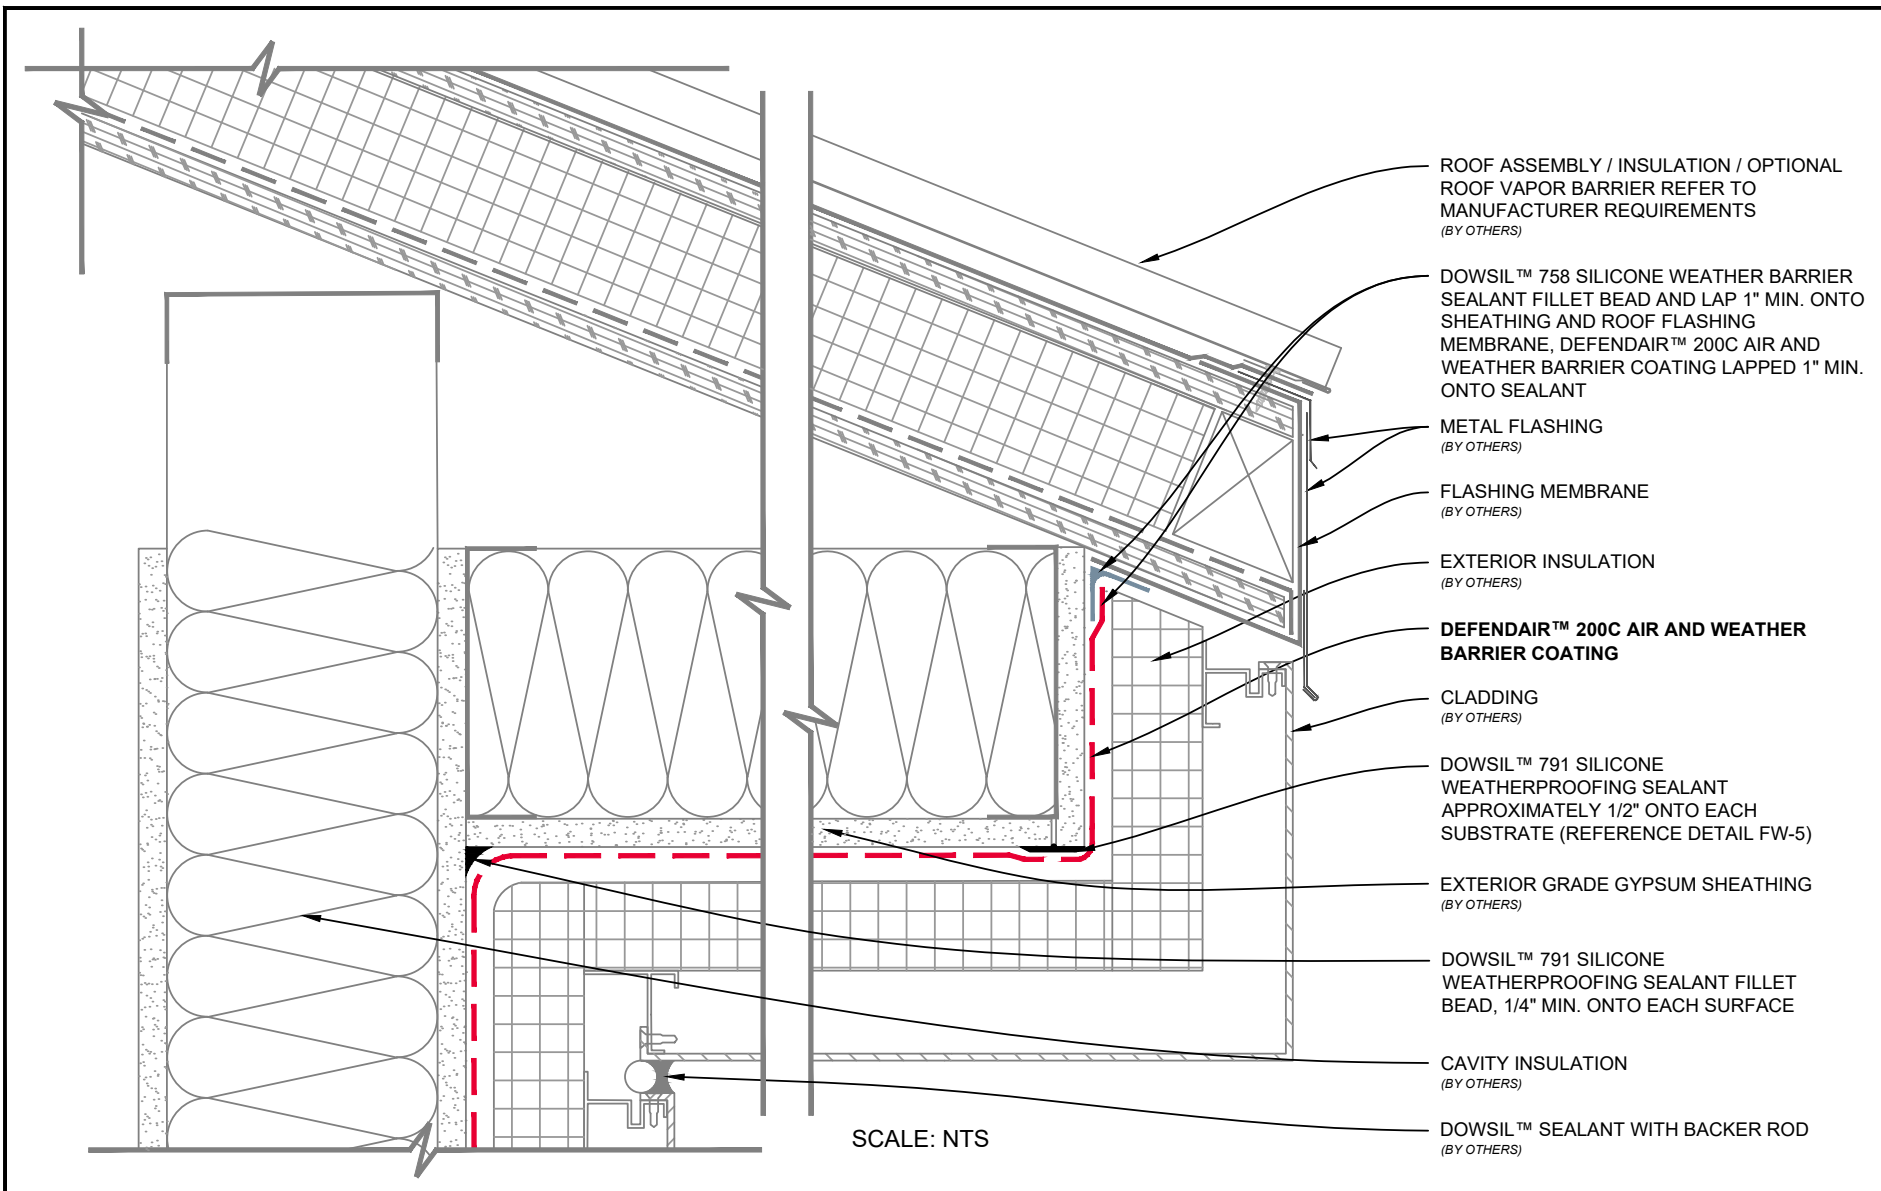 ROOF ASSEMBLY / INSULATION / OPTIONAL
ROOF VAPOR BARRIER REFER TO
MANUFACTURER REQUIREMENTS
(BY OTHERS)
DOWSIL™ 758 SILICONE WEATHER BARRIER
SEALANT FILLET BEAD AND LAP 1" MIN. ONTO
SHEATHING AND ROOF FLASHING
MEMBRANE, DEFENDAIR™ 200C AIR AND
WEATHER BARRIER COATING LAPPED 1" MIN.
ONTO SEALANT
METAL FLASHING
(BY OTHERS)
FLASHING MEMBRANE
(BY OTHERS)
EXTERIOR INSULATION
(BY OTHERS)
DEFENDAIR™ 200C AIR AND WEATHER
BARRIER COATING
CLADDING
(BY OTHERS)
DOWSIL™ 791 SILICONE
WEATHERPROOFING SEALANT
APPROXIMATELY 1/2" ONTO EACH
SUBSTRATE (REFERENCE DETAIL FW-5)
EXTERIOR GRADE GYPSUM SHEATHING
(BY OTHERS)
DOWSIL™ 791 SILICONE
WEATHERPROOFING SEALANT FILLET
BEAD, 1/4" MIN. ONTO EACH SURFACE
CAVITY INSULATION
(BY OTHERS)
DOWSIL™ SEALANT WITH BACKER ROD
(BY OTHERS)
SCALE: NTS